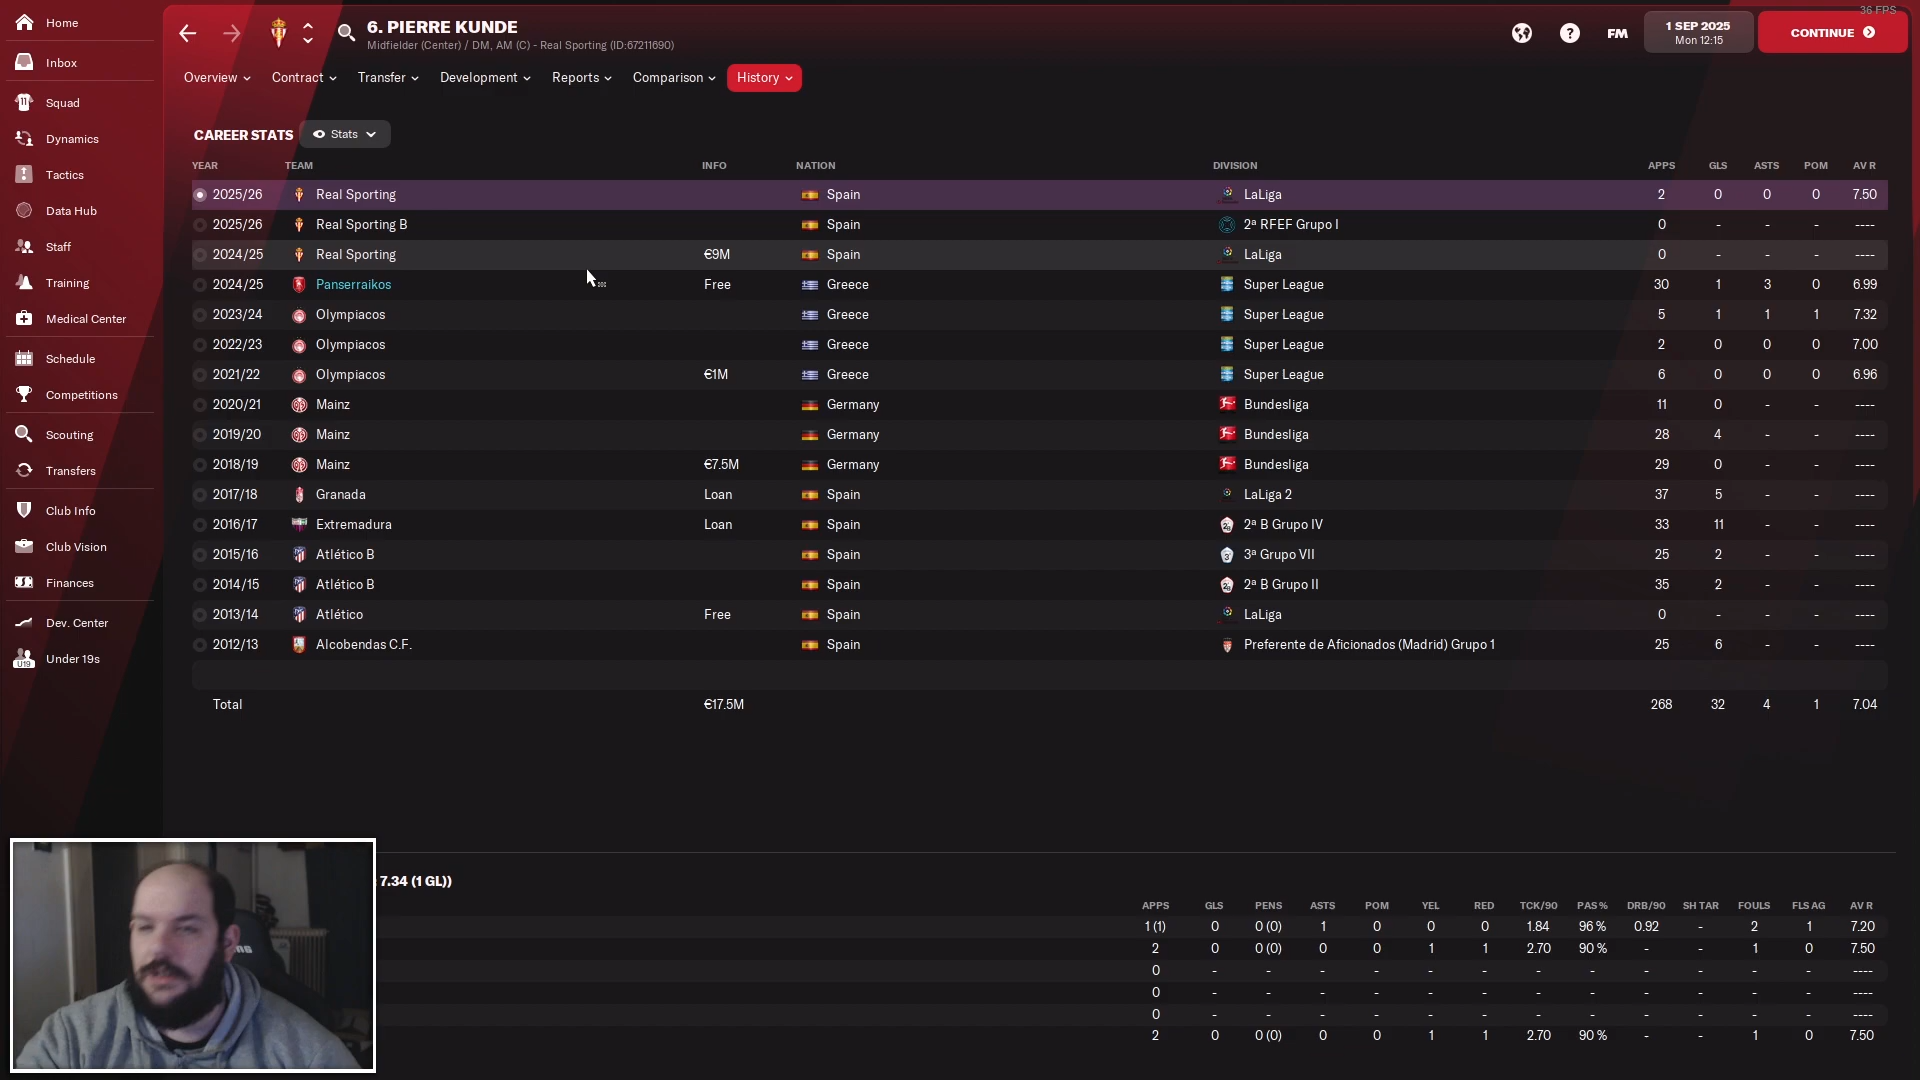 36 FPS
Home
Inbox
Squad
Dynamics
Tactics
Data Hub
Staff
Training
Medical Center
Schedule
Competitions
Scouting
Transfers
Club Info
Club Vision
Finances
Dev. Center
Under 19s
6. PIERRE KUNDE
Midfielder (Center) / DM, AM (C) - Real Sporting (ID:67211690)
FM
1 SEP 2025
Mon 12:15
CONTINUE
Overview Contract Transfer Development Reports Comparison History
CAREER STATS Stats
YEAR TEAM INFO NATION DIVISION APPS GLS ASTS POM AV R
2025/26 Real Sporting Spain LaLiga 2 0 0 0 7.50
2025/26 Real Sporting B Spain 2ª RFEF Grupo I 0 - - - ----
2024/25 Real Sporting €9M Spain LaLiga 0 - - - ----
2024/25 Panserraikos Free Greece Super League 30 1 3 0 6.99
2023/24 Olympiacos Greece Super League 5 1 1 1 7.32
2022/23 Olympiacos Greece Super League 2 0 0 0 7.00
2021/22 Olympiacos €1M Greece Super League 6 0 0 0 6.96
2020/21 Mainz Germany Bundesliga 11 0 - - ----
2019/20 Mainz Germany Bundesliga 28 4 - - ----
2018/19 Mainz €7.5M Germany Bundesliga 29 0 - - ----
2017/18 Granada Loan Spain LaLiga 2 37 5 - - ----
2016/17 Extremadura Loan Spain 2ª B Grupo IV 33 11 - - ----
2015/16 Atlético B Spain 3ª Grupo VII 25 2 - - ----
2014/15 Atlético B Spain 2ª B Grupo II 35 2 - - ----
2013/14 Atlético Free Spain LaLiga 0 - - - ----
2012/13 Alcobendas C.F. Spain Preferente de Aficionados (Madrid) Grupo 1 25 6 - - ----
Total €17.5M 268 32 4 1 7.04
7.34 (1 GL))
APPS GLS PENS ASTS POM YEL RED TCK/90 PAS % DRB/90 SH TAR FOULS FLS AG AV R
1 (1) 0 0 (0) 1 0 0 0 1.84 96 % 0.92 - 2 1 7.20
2 0 0 (0) 0 0 1 1 2.70 90 % - - 1 0 7.50
0 - - - - - - - - - - - - ----
0 - - - - - - - - - - - - ----
0 - - - - - - - - - - - - ----
2 0 0 (0) 0 0 1 1 2.70 90 % - - 1 0 7.50